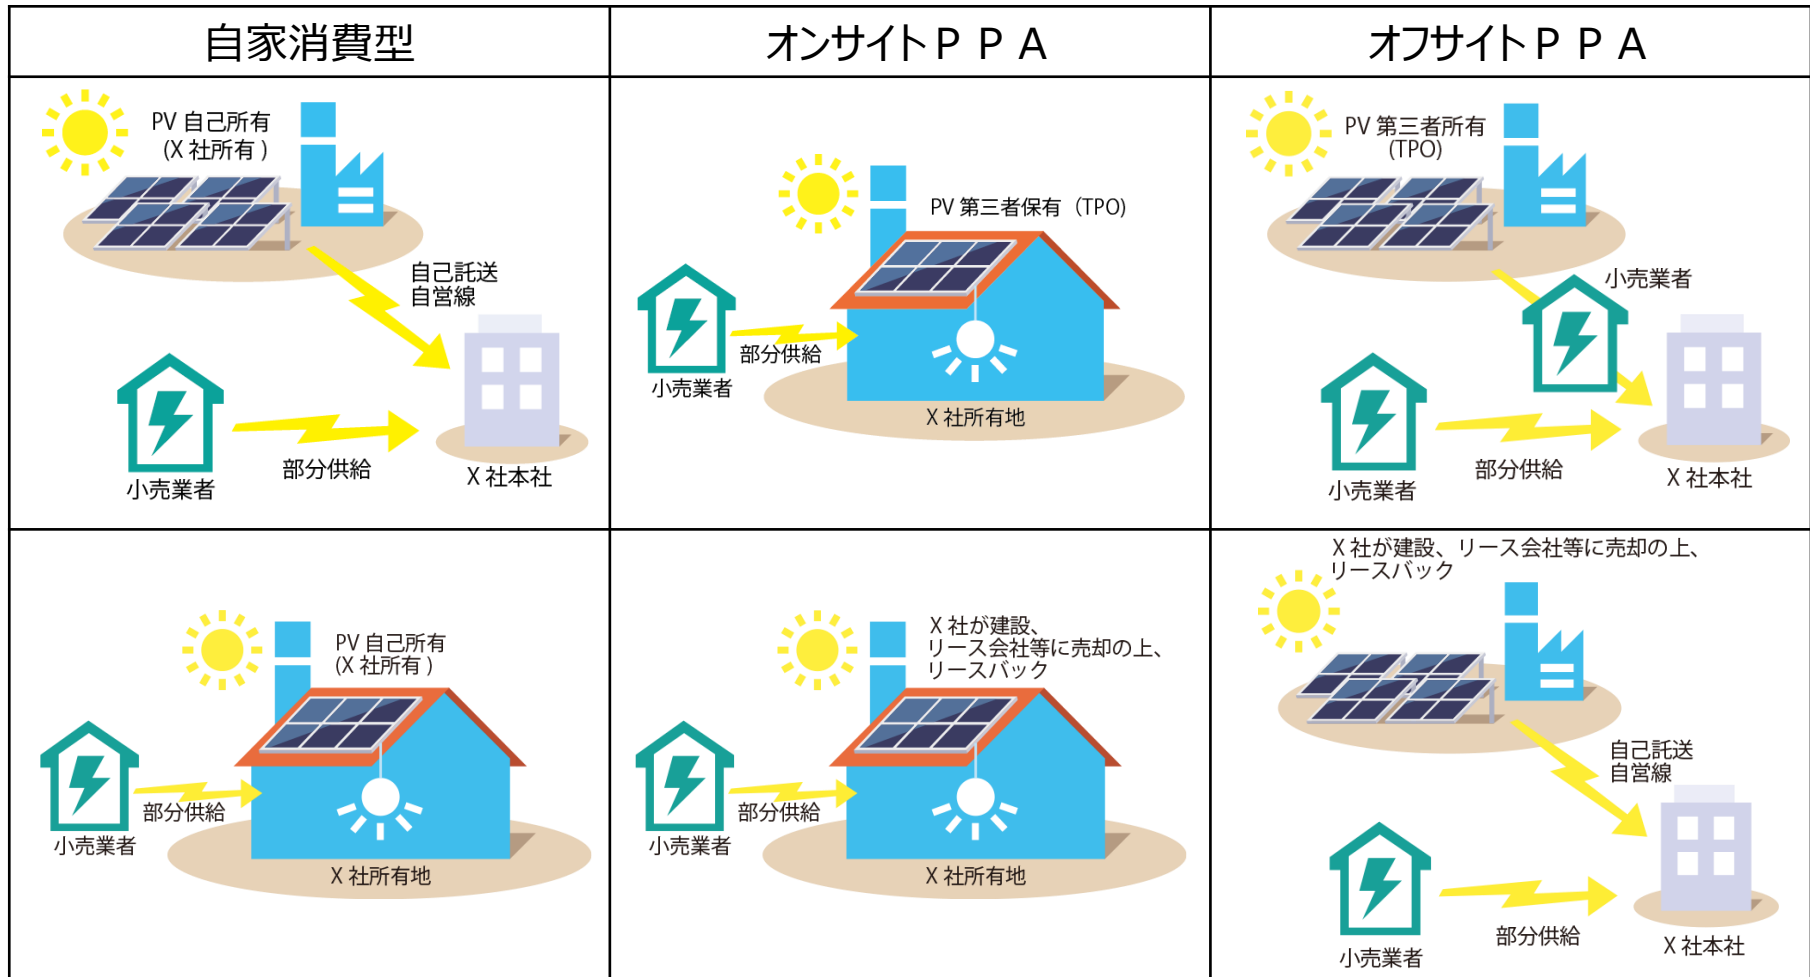 自家消費型
オンサイトＰＰＡ
オフサイトＰＰＡ
PV 自己所有
(X 社所有 )
自己託送
自営線
小売業者
部分供給
X 社本社
PV 第三者保有（TPO)
小売業者
部分供給
X 社所有地
PV 第三者所有
(TPO)
小売業者
小売業者
部分供給
X 社本社
PV 自己所有
(X 社所有 )
小売業者
部分供給
X 社所有地
X 社が建設、
リース会社等に売却の上、
リースバック
小売業者
部分供給
X 社所有地
X 社が建設、リース会社等に売却の上、
リースバック
自己託送
自営線
小売業者
部分供給
X 社本社